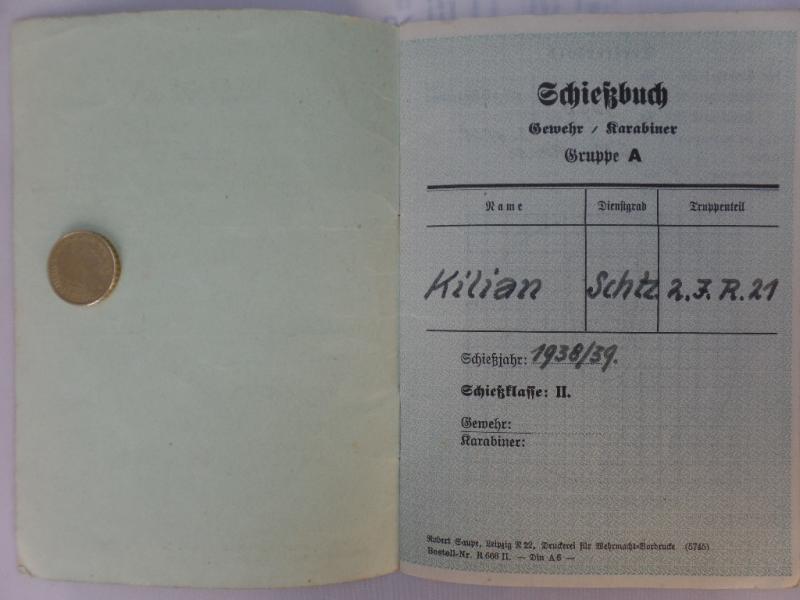 Schießbuch
Gewehr / Karabiner
Gruppe A
Name Dienstgrad Truppenteil
Kilian Schtz 2.J.R.21
Schießjahr: 1938/39.
Schießklasse: II.
Gewehr:
Karabiner:
Robert Saupe, Leipzig N 22, Druckerei für Wehrmacht-Vordrucke (5745)
Bestell-Nr. R 666 II. — Din A 6 —